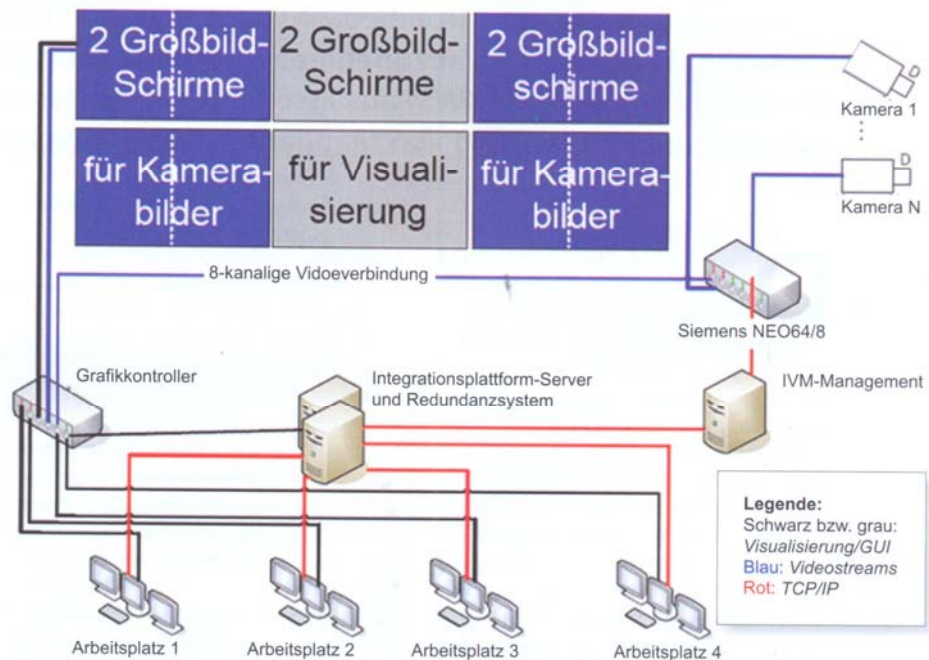 2 Großbild-
Schirme
2 Großbild-
Schirme
2 Großbild-
schirme
für Kamera-
bilder
für Visuali-
sierung
für Kamera-
bilder
D
Kamera 1
D
Kamera N
8-kanalige Vidoeverbindung
Siemens NEO64/8
Grafikkontroller
Integrationsplattform-Server
und Redundanzsystem
IVM-Management
Legende:
Schwarz bzw. grau:
Visualisierung/GUI
Blau: Videostreams
Rot: TCP/IP
Arbeitsplatz 1
Arbeitsplatz 2
Arbeitsplatz 3
Arbeitsplatz 4